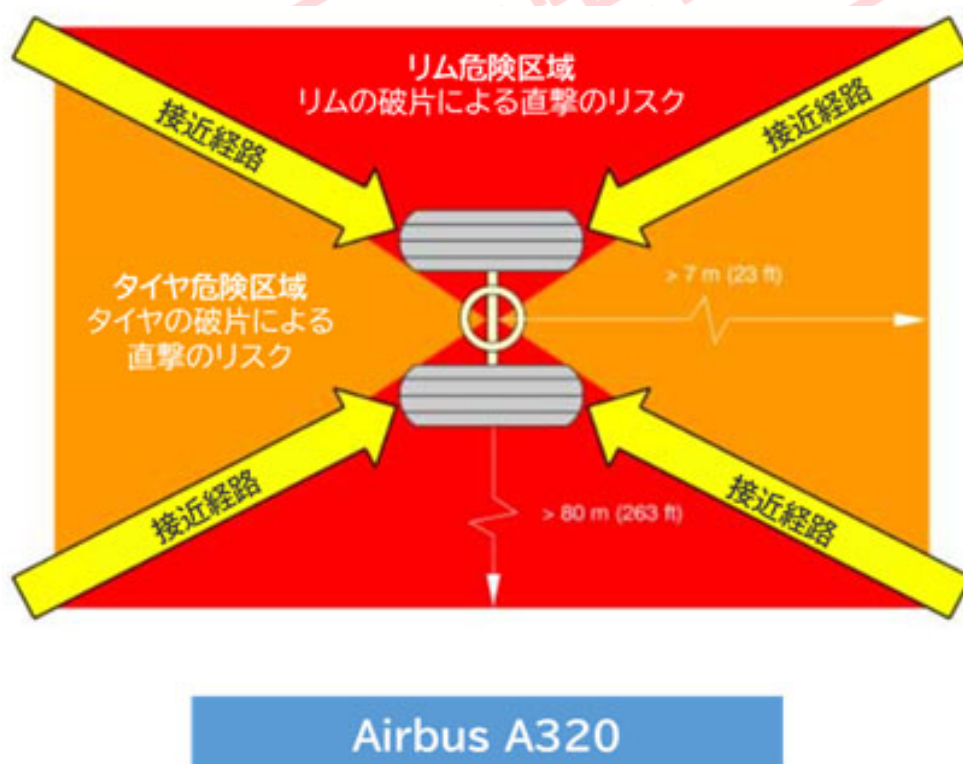 リム危険区域
リムの破片による直撃のリスク
接近経路
接近経路
タイヤ危険区域
タイヤの破片による
直撃のリスク
> 7 m (23 ft)
接近経路
接近経路
> 80 m (263 ft)
Airbus A320